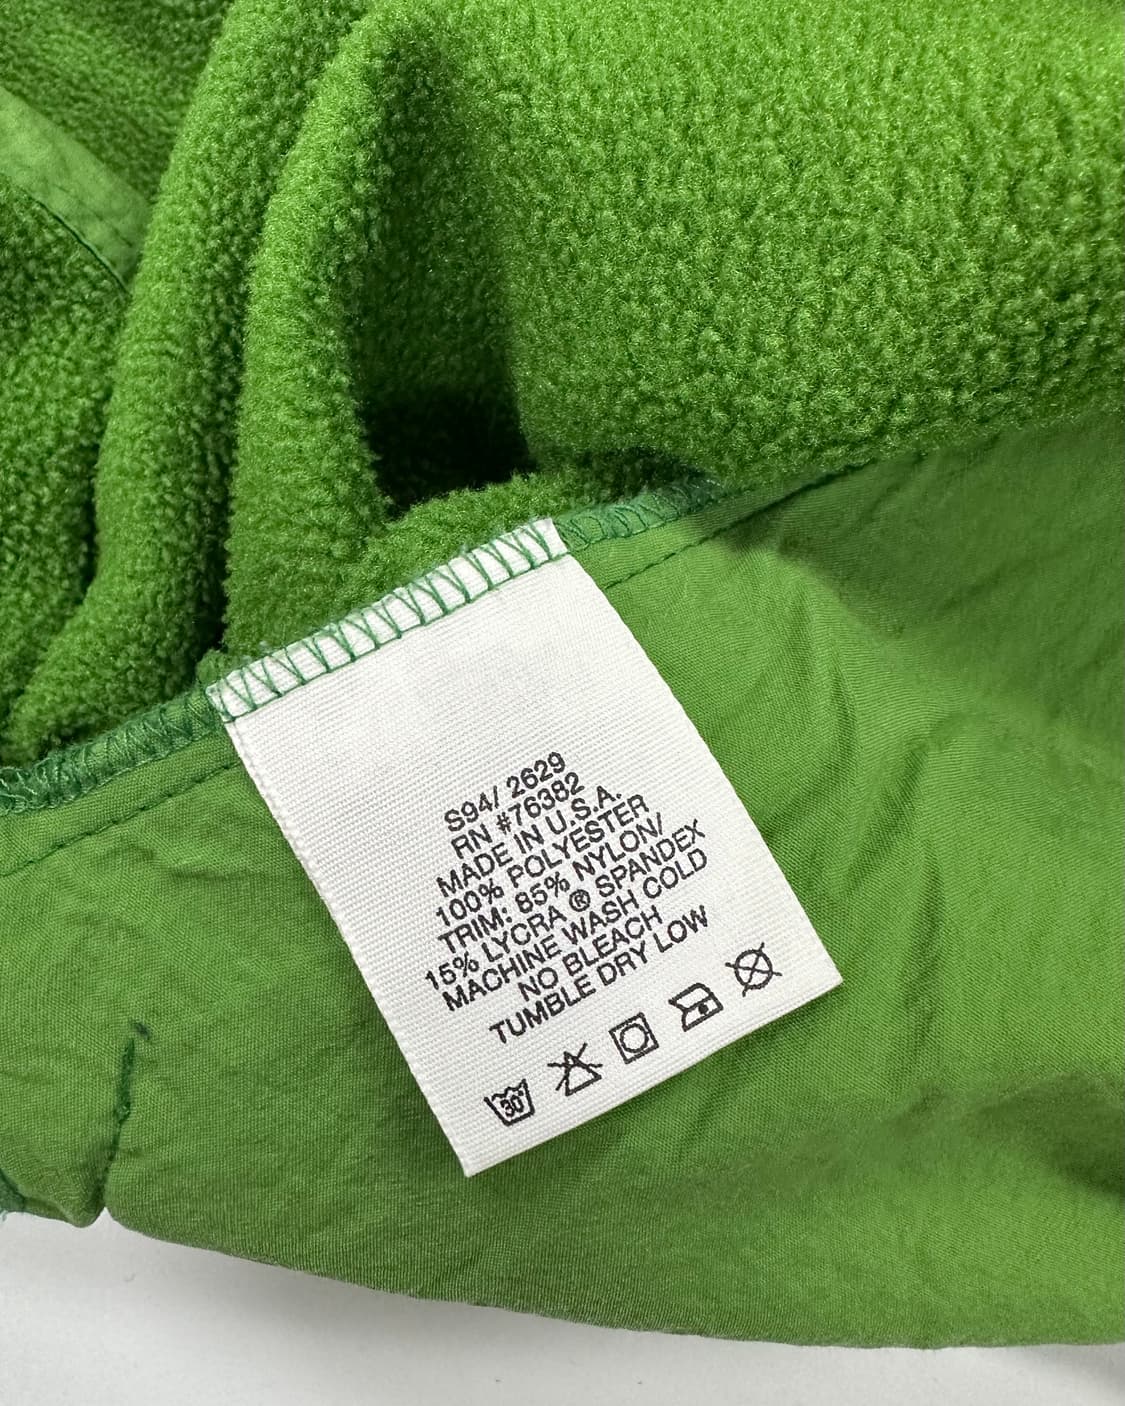 S94/ 2629
RN #76382
MADE IN U.S.A.
100% POLYESTER
TRIM: 85% NYLON/
15% LYCRA ® SPANDEX
MACHINE WASH COLD
NO BLEACH
TUMBLE DRY LOW
30°